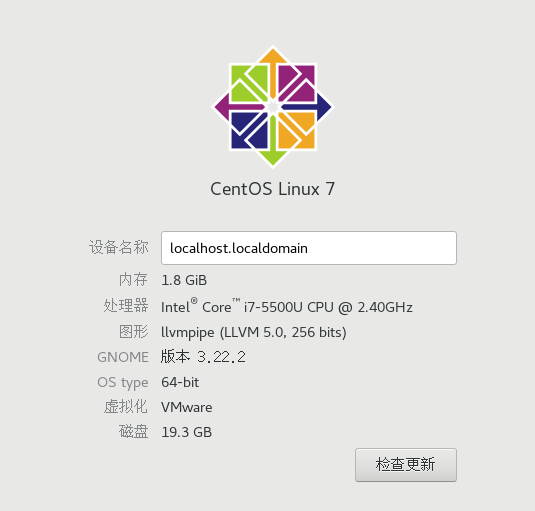 CentOS Linux 7
设备名称 localhost.localdomain
内存 1.8 GiB
处理器 Intel® Core™ i7-5500U CPU @ 2.40GHz
图形 llvmpipe (LLVM 5.0, 256 bits)
GNOME 版本 3.22.2
OS type 64-bit
虚拟化 VMware
磁盘 19.3 GB
检查更新